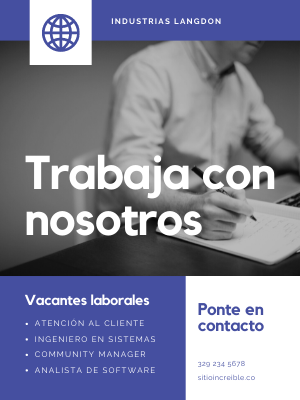 INDUSTRIAS LANGDON
Trabaja con
nosotros
Vacantes laborales
• ATENCIÓN AL CLIENTE
• INGENIERO EN SISTEMAS
• COMMUNITY MANAGER
• ANALISTA DE SOFTWARE
Ponte en
contacto
329 234 5678
sitioincreible.co